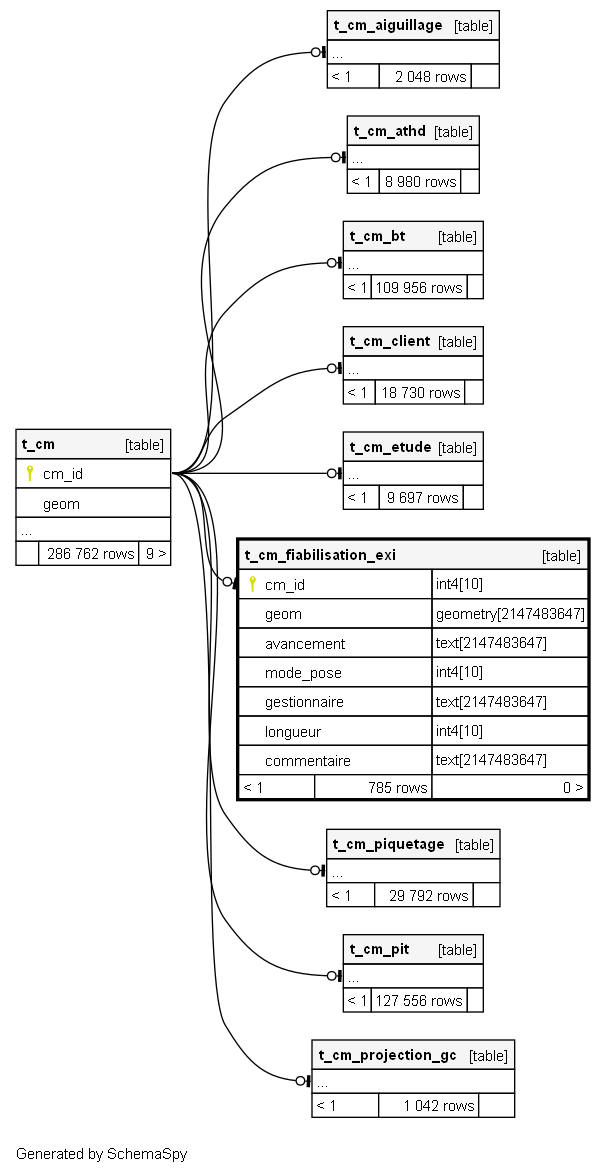 t_cm_aiguillage [table]
...
< 1 2 048 rows
t_cm_athd [table]
...
< 1 8 980 rows
t_cm_bt [table]
...
< 1 109 956 rows
t_cm_client [table]
...
< 1 18 730 rows
t_cm [table]
cm_id
geom
...
286 762 rows 9 >
t_cm_etude [table]
...
< 1 9 697 rows
t_cm_fiabilisation_exi [table]
cm_id int4[10]
geom geometry[2147483647]
avancement text[2147483647]
mode_pose int4[10]
gestionnaire text[2147483647]
longueur int4[10]
commentaire text[2147483647]
< 1 785 rows 0 >
t_cm_piquetage [table]
...
< 1 29 792 rows
t_cm_pit [table]
...
< 1 127 556 rows
t_cm_projection_gc [table]
...
< 1 1 042 rows
Generated by SchemaSpy